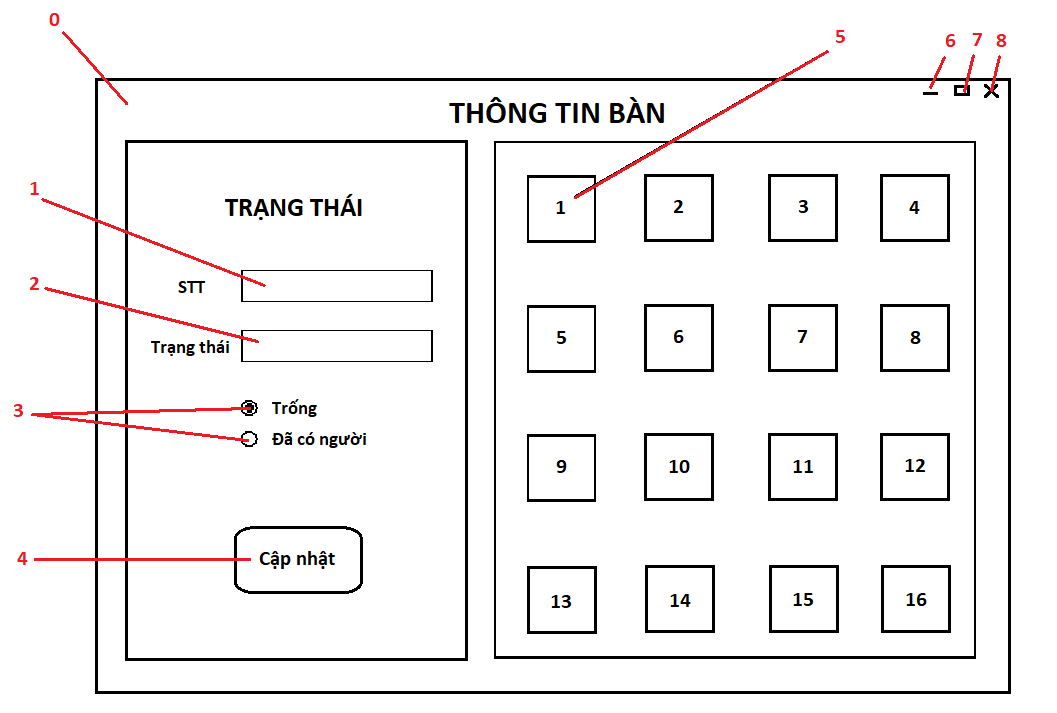 0
5
6 7 8
THÔNG TIN BÀN
1
TRẠNG THÁI
STT
2
Trạng thái
3
Trống
Đã có người
4
Cập nhật
1 2 3 4
5 6 7 8
9 10 11 12
13 14 15 16